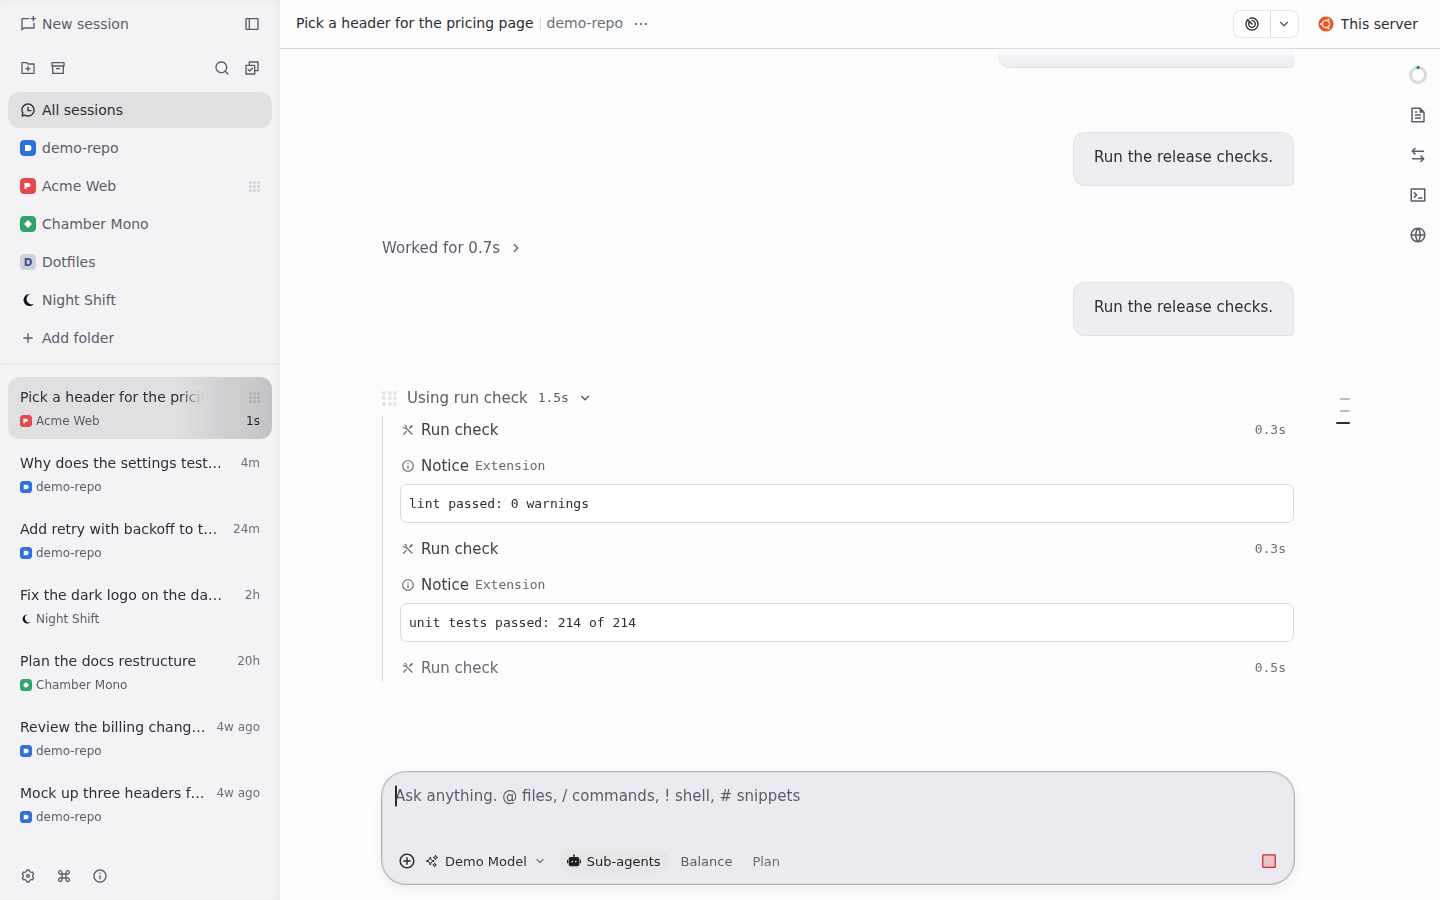 New session
All sessions
demo-repo
Acme Web
Chamber Mono
D Dotfiles
Night Shift
Add folder
Pick a header for the prici
Acme Web 1s
Why does the settings test... 4m
demo-repo
Add retry with backoff to t... 24m
demo-repo
Fix the dark logo on the da... 2h
Night Shift
Plan the docs restructure 20h
Chamber Mono
Review the billing chang... 4w ago
demo-repo
Mock up three headers f... 4w ago
demo-repo
Pick a header for the pricing page demo-repo ...
This server
Run the release checks.
Worked for 0.7s
Run the release checks.
Using run check 1.5s
Run check 0.3s
Notice Extension
lint passed: 0 warnings
Run check 0.3s
Notice Extension
unit tests passed: 214 of 214
Run check 0.5s
Ask anything. @ files, / commands, ! shell, # snippets
Demo Model Sub-agents Balance Plan